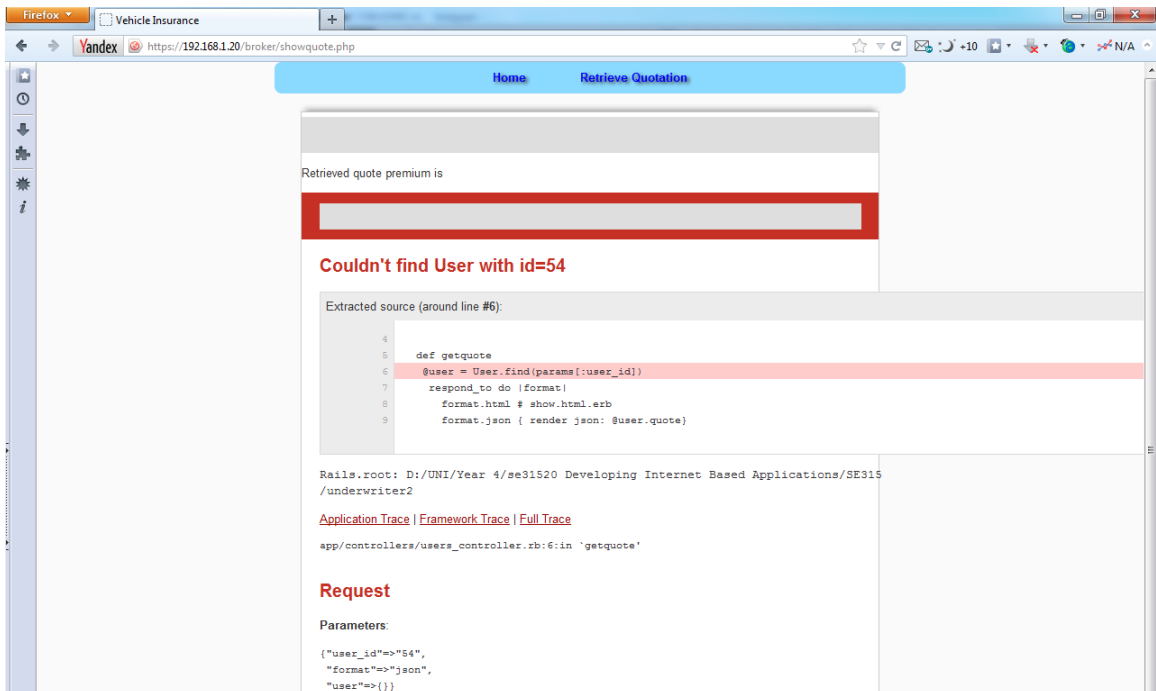 Firefox
Vehicle Insurance
+
Yandex https://192.168.1.20/broker/showquote.php +10 N/A
Home Retrieve Quotation
Retrieved quote premium is
Couldn't find User with id=54
Extracted source (around line #6):
4
5 def getquote
6 @user = User.find(params[:user_id])
7 respond_to do |format|
8 format.html # show.html.erb
9 format.json { render json: @user.quote}
Rails.root: D:/UNI/Year 4/se31520 Developing Internet Based Applications/SE315
/underwriter2
Application Trace | Framework Trace | Full Trace
app/controllers/users_controller.rb:6:in `getquote'
Request
Parameters:
{"user_id"=>"54",
"format"=>"json",
"user"=>{}}